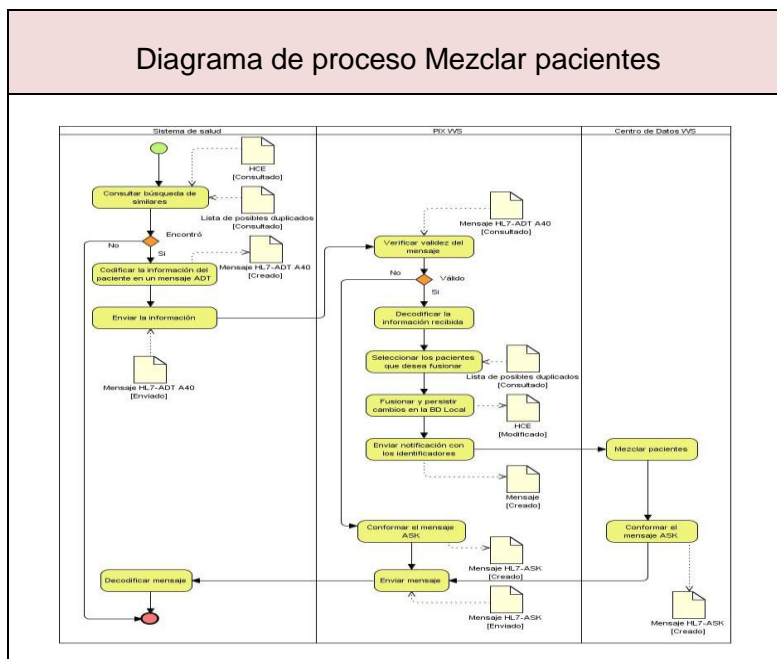 Diagrama de proceso Mezclar pacientes
Sistema de salud
PIX WS
Centro de Datos WS
HCE
[Consultado]
Consultar búsqueda de
similares
Lista de posibles duplicados
[Consultado]
Encontró
No
Si
Codificar la información del
paciente en un mensaje ADT
Mensaje HL7-ADT A40
[Creado]
Enviar la información
Mensaje HL7-ADT A40
[Enviado]
Mensaje HL7-ADT A40
[Consultado]
Verificar validez del
mensaje
No
Válido
Si
Decodificar la
información recibida
Seleccionar los pacientes
que desea fusionar
Lista de posibles duplicados
[Consultado]
Fusionar y persistir
cambios en la BD Local
HCE
[Modificado]
Enviar notificación con
los identificadores
Mensaje
[Creado]
Mezclar pacientes
Conformar el mensaje
ASK
Mensaje HL7-ASK
[Creado]
Conformar el
mensaje ASK
Mensaje HL7-ASK
[Creado]
Enviar mensaje
Mensaje HL7-ASK
[Enviado]
Decodificar mensaje